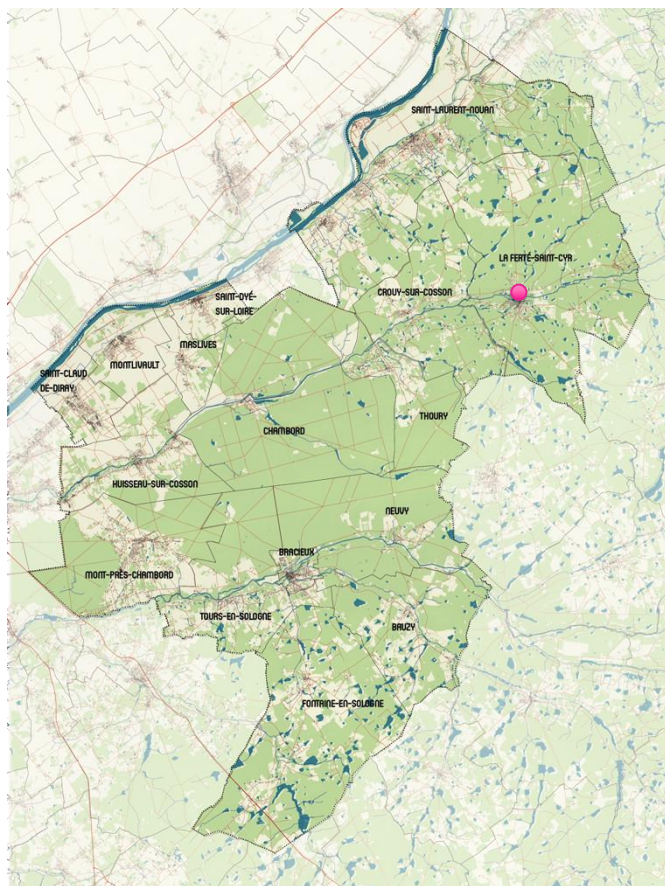 SAINT-LAURENT-NOUAN
LA FERTÉ-SAINT-CYR
CROUY-SUR-COSSON
SAINT-DYÉ-
SUR-LOIRE
MASLIVES
MONTLIVAULT
SAINT-CLAUD
DE-DIRAY
THOURY
CHAMBORD
HUISSEAU-SUR-COSSON
NEUVY
BRACIEUX
MONT-PRÈS-CHAMBORD
TOURS-EN-SOLOGNE
BAUZY
FONTAINE-EN-SOLOGNE